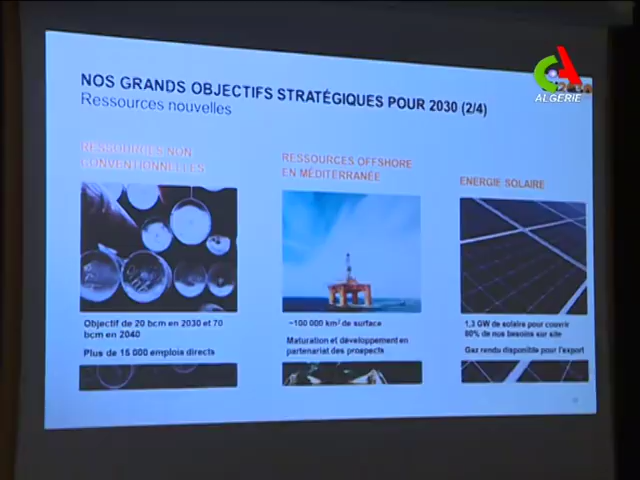 NOS GRANDS OBJECTIFS STRATÉGIQUES POUR 2030 (2/4)
Ressources nouvelles
RESSOURCES NON
CONVENTIONNELLES
RESSOURCES OFFSHORE
EN MÉDITERRANÉE
ENERGIE SOLAIRE
Objectif de 20 bcm en 2030 et 70
bcm en 2040
Plus de 15 000 emplois directs
~100 000 km² de surface
Maturation et développement en
partenariat des prospects
1,3 GW de solaire pour couvrir
80% de nos besoins sur site
Gaz rendu disponible pour l'export
ALGERIE